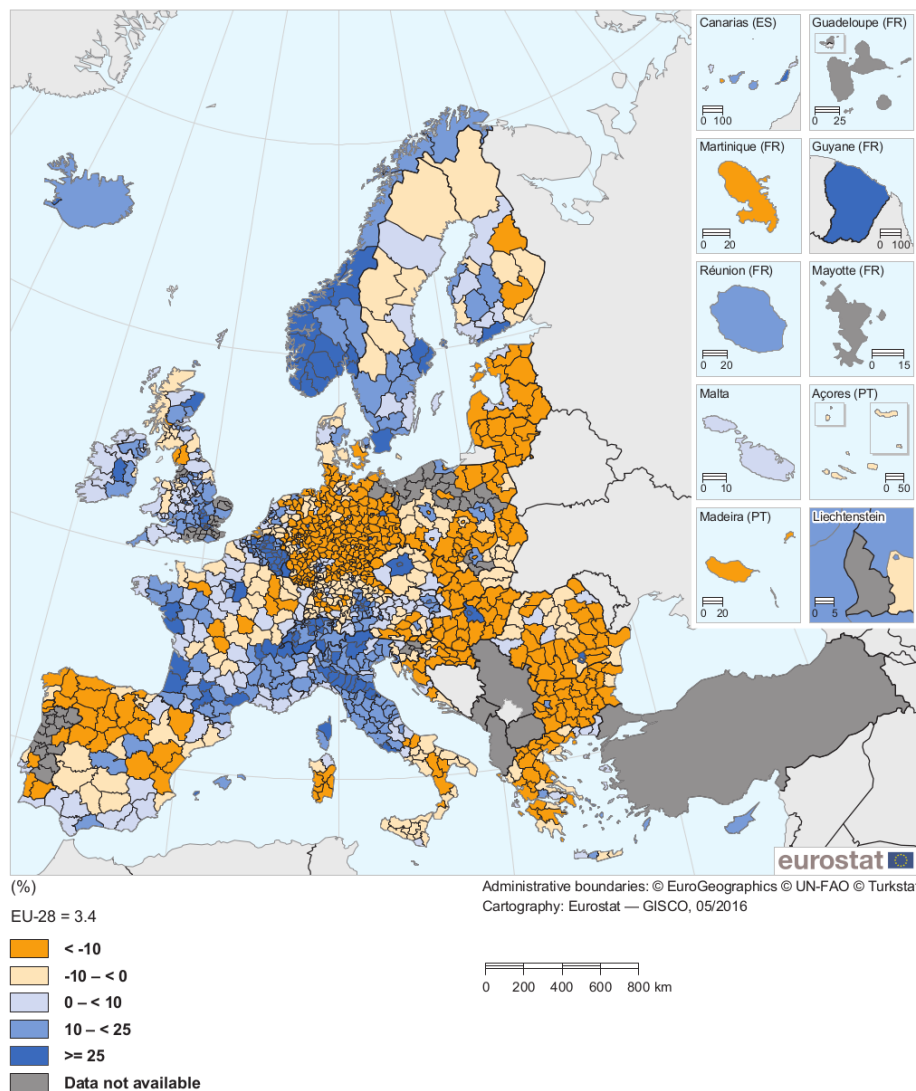 Canarias (ES)
0 100
Guadeloupe (FR)
0 25
Martinique (FR)
0 20
Guyane (FR)
0 100
Réunion (FR)
0 20
Mayotte (FR)
0 15
Malta
0 10
Açores (PT)
0 50
Madeira (PT)
0 20
Liechtenstein
0 5
eurostat
(%)
Administrative boundaries: © EuroGeographics © UN-FAO © Turkstat
Cartography: Eurostat — GISCO, 05/2016
EU-28 = 3.4
< -10
-10 – < 0
0 – < 10
10 – < 25
>= 25
Data not available
0 200 400 600 800 km